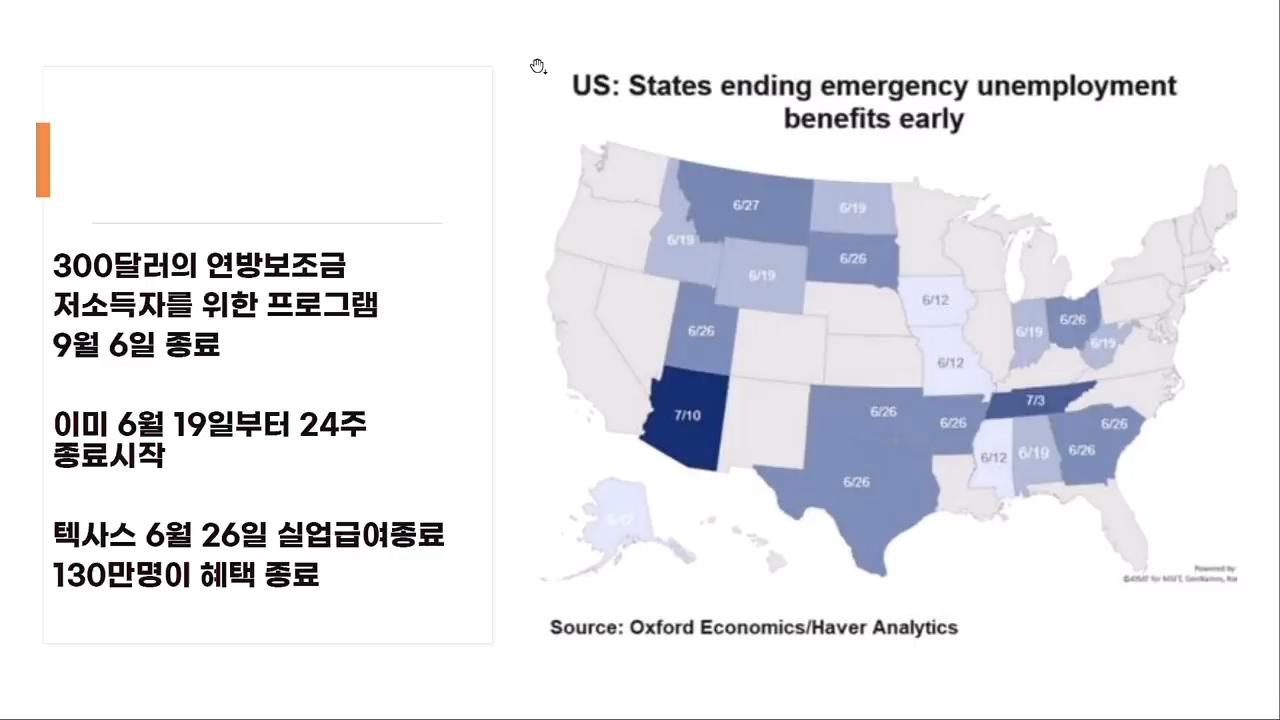 300달러의 연방보조금
저소득자를 위한 프로그램
9월 6일 종료
이미 6월 19일부터 24주
종료시작
텍사스 6월 26일 실업급여종료
130만명이 혜택 종료
US: States ending emergency unemployment
benefits early
6/27
6/19
6/19
6/26
6/19
6/12
6/26
6/19
6/26
6/19
6/12
7/10
6/26
6/26
7/3
6/26
6/12
6/19
6/26
6/26
6/12
Powered by
Source: Oxford Economics/Haver Analytics